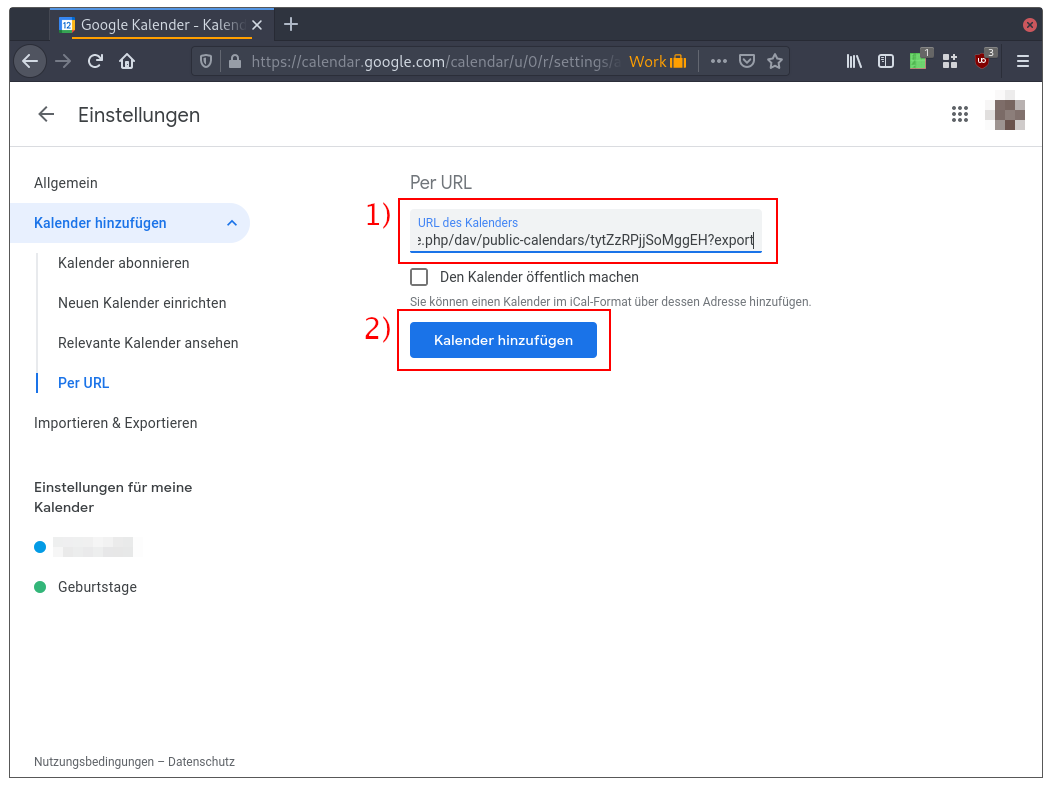 Google Kalender - Kalend
https://calendar.google.com/calendar/u/0/r/settings/a Work
1
3
Einstellungen
Allgemein
Kalender hinzufügen
Kalender abonnieren
Neuen Kalender einrichten
Relevante Kalender ansehen
Per URL
Importieren & Exportieren
Einstellungen für meine
Kalender
Geburtstage
Per URL
1)
URL des Kalenders
e.php/dav/public-calendars/tytZzRPjjSoMggEH?export
Den Kalender öffentlich machen
Sie können einen Kalender im iCal-Format über dessen Adresse hinzufügen.
2)
Kalender hinzufügen
Nutzungsbedingungen – Datenschutz